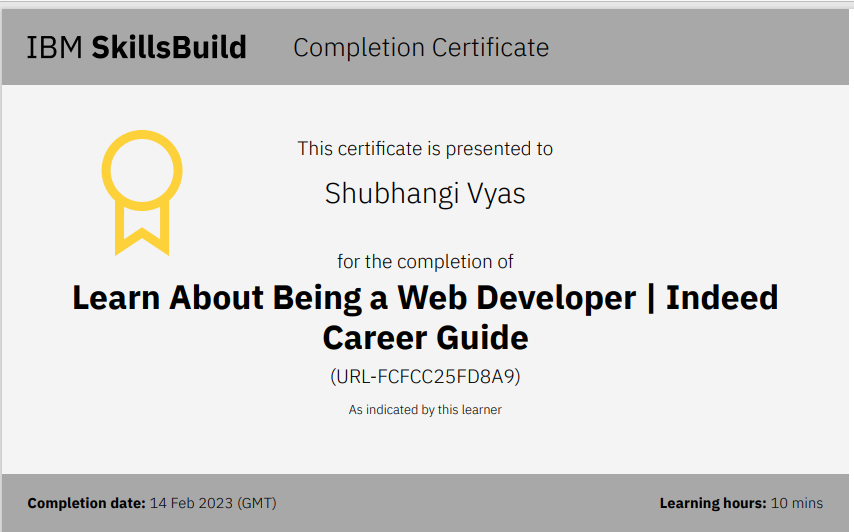 IBM SkillsBuild Completion Certificate
This certificate is presented to
Shubhangi Vyas
for the completion of
Learn About Being a Web Developer | Indeed
Career Guide
(URL-FCFCC25FD8A9)
As indicated by this learner
Completion date: 14 Feb 2023 (GMT) Learning hours: 10 mins